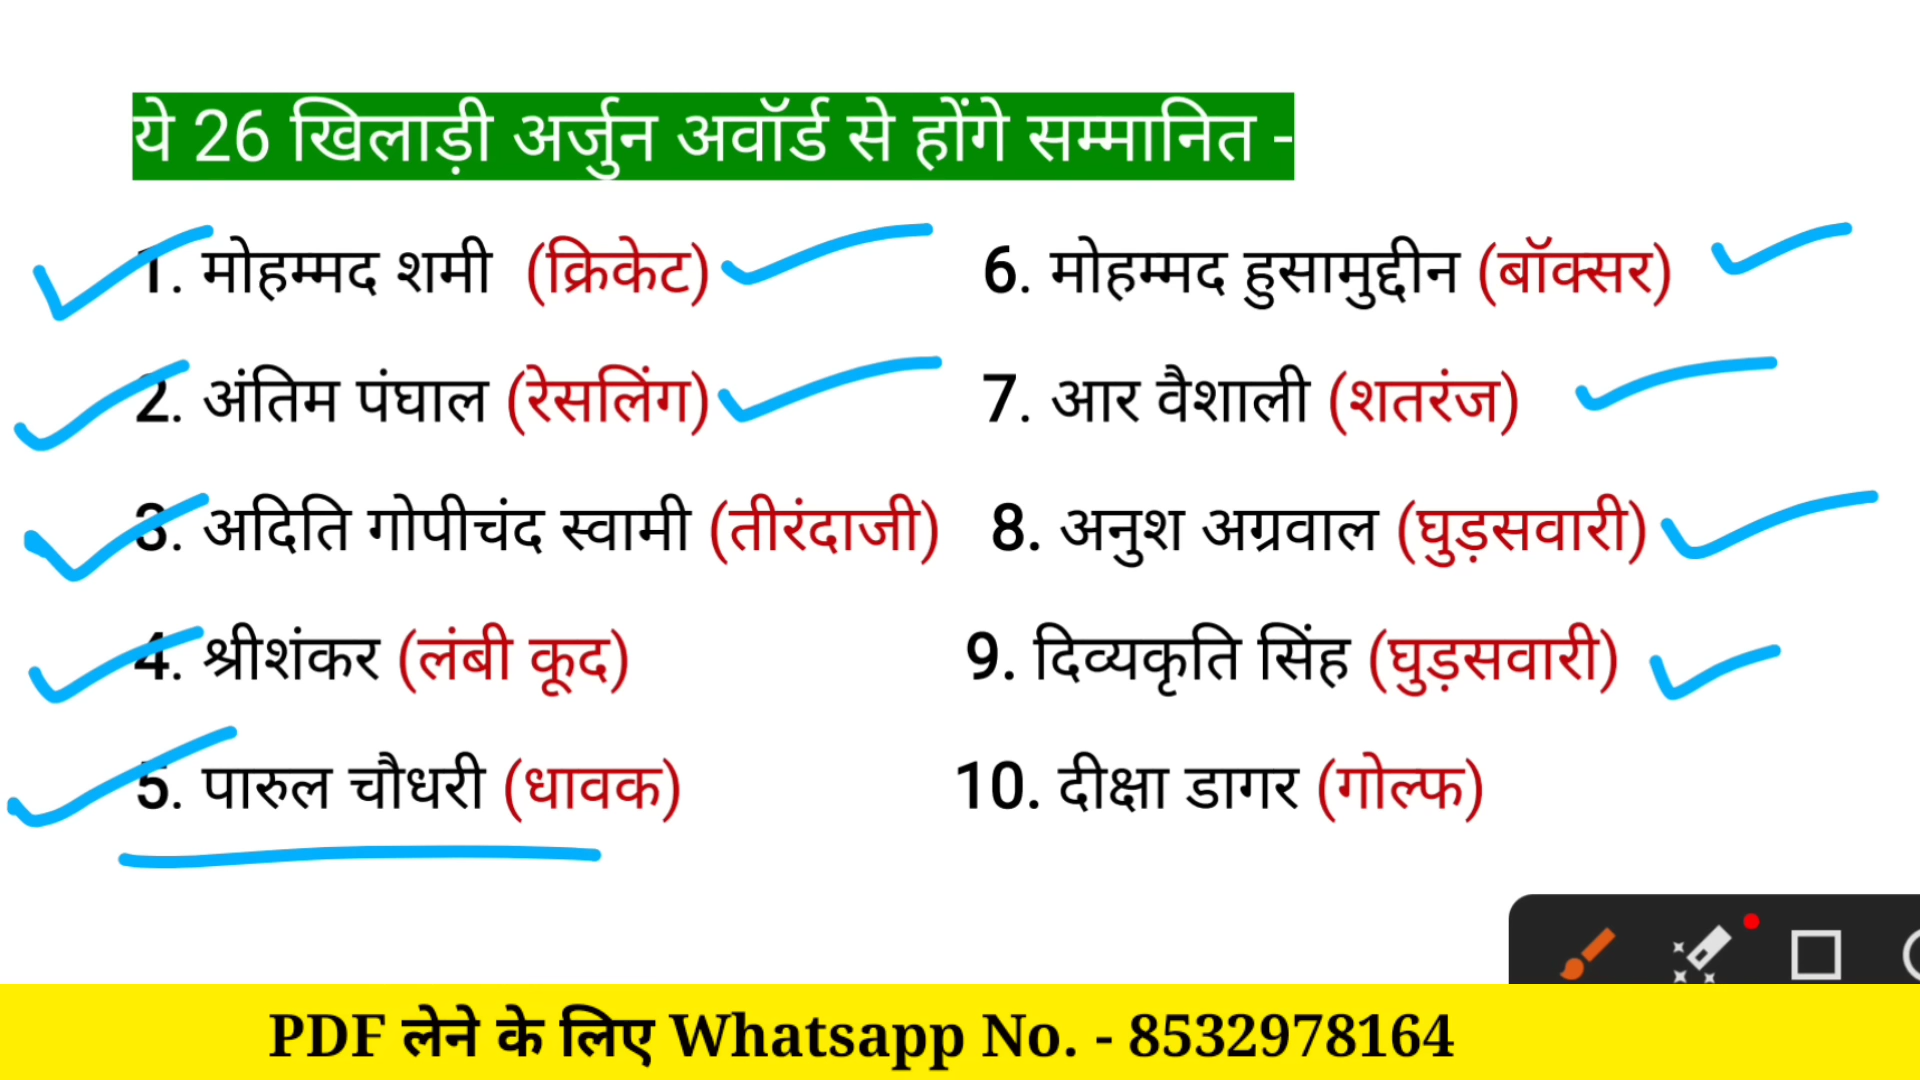 ये 26 खिलाड़ी अर्जुन अवॉर्ड से होंगे सम्मानित -
1. मोहम्मद शमी (क्रिकेट)
2. अंतिम पंघाल (रेसलिंग)
3. अदिति गोपीचंद स्वामी (तीरंदाजी)
4. श्रीशंकर (लंबी कूद)
5. पारुल चौधरी (धावक)
6. मोहम्मद हुसामुद्दीन (बॉक्सर)
7. आर वैशाली (शतरंज)
8. अनुश अग्रवाल (घुड़सवारी)
9. दिव्यकृति सिंह (घुड़सवारी)
10. दीक्षा डागर (गोल्फ)
PDF लेने के लिए Whatsapp No. - 8532978164